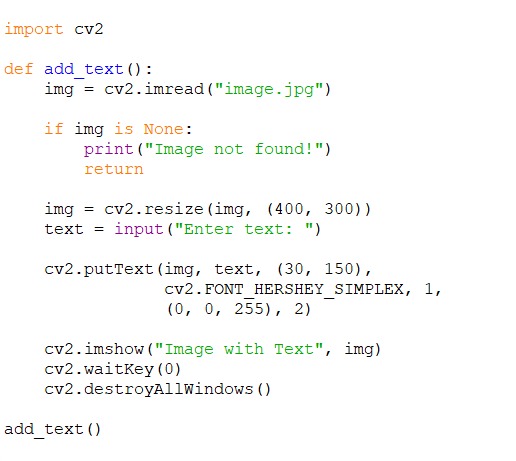 import cv2

def add_text():
    img = cv2.imread("image.jpg")

    if img is None:
        print("Image not found!")
        return

    img = cv2.resize(img, (400, 300))
    text = input("Enter text: ")

    cv2.putText(img, text, (30, 150),
                cv2.FONT_HERSHEY_SIMPLEX, 1,
                (0, 0, 255), 2)

    cv2.imshow("Image with Text", img)
    cv2.waitKey(0)
    cv2.destroyAllWindows()

add_text()